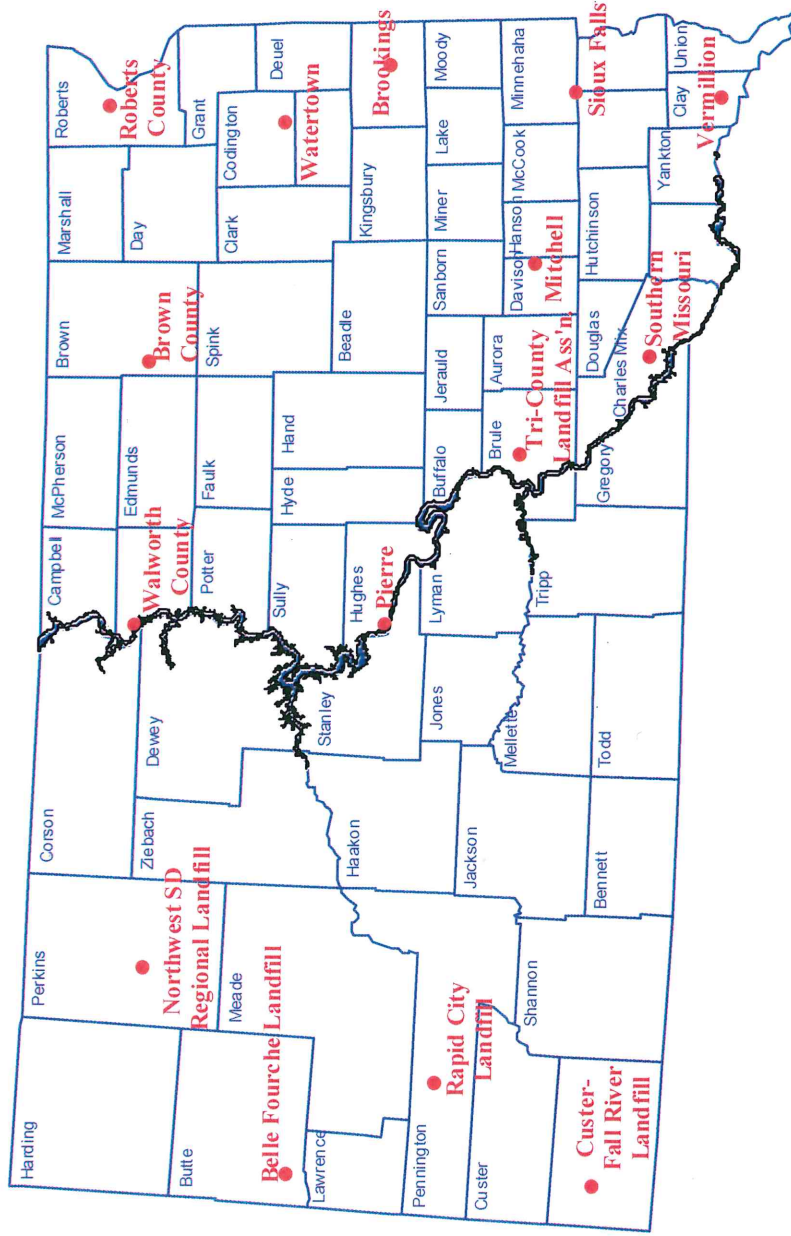 Harding
Perkins
Corson
Campbell
McPherson
Brown
Marshall
Roberts
Roberts
County
Butte
Northwest SD
Regional Landfill
Ziebach
Dewey
Walworth
County
Edmunds
Brown
County
Day
Grant
Belle Fourche Landfill
Meade
Potter
Faulk
Spink
Clark
Codington
Deuel
Watertown
Lawrence
Haakon
Stanley
Sully
Hyde
Hand
Beadle
Kingsbury
Brookings
Hughes
Pierre
Pennington
Rapid City
Landfill
Jackson
Jones
Lyman
Buffalo
Jerauld
Sanborn
Miner
Lake
Moody
Custer
Shannon
Mellette
Brule
Aurora
Davison
Hanson
McCook
Minnehaha
Tri-County
Landfill Ass'n.
Mitchell
Sioux Falls
Custer-
Fall River
Landfill
Bennett
Todd
Tripp
Gregory
Charles Mix
Douglas
Hutchinson
Southern
Missouri
Yankton
Clay
Union
Vermillion